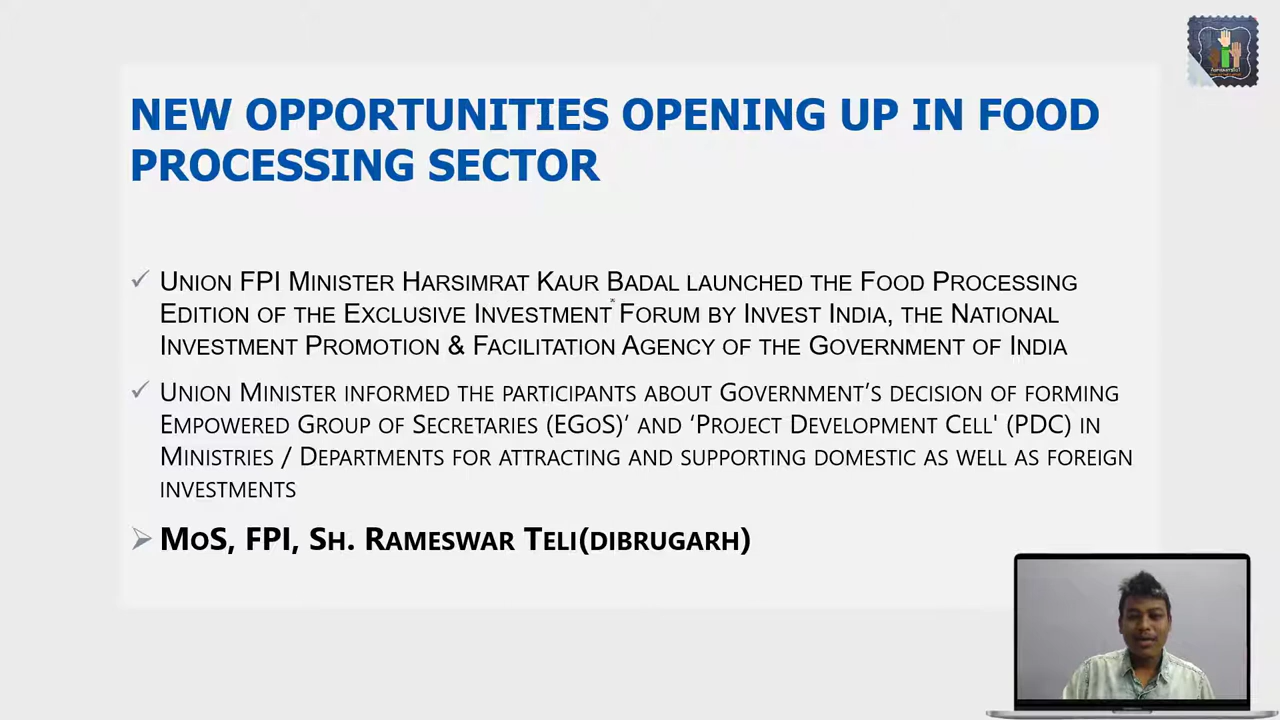 NEW OPPORTUNITIES OPENING UP IN FOOD
PROCESSING SECTOR
UNION FPI MINISTER HARSIMRAT KAUR BADAL LAUNCHED THE FOOD PROCESSING
EDITION OF THE EXCLUSIVE INVESTMENT FORUM BY INVEST INDIA, THE NATIONAL
INVESTMENT PROMOTION & FACILITATION AGENCY OF THE GOVERNMENT OF INDIA
UNION MINISTER INFORMED THE PARTICIPANTS ABOUT GOVERNMENT’S DECISION OF FORMING
EMPOWERED GROUP OF SECRETARIES (EGOS)’ AND ‘PROJECT DEVELOPMENT CELL' (PDC) IN
MINISTRIES / DEPARTMENTS FOR ATTRACTING AND SUPPORTING DOMESTIC AS WELL AS FOREIGN
INVESTMENTS
MOS, FPI, SH. RAMESWAR TELI(DIBRUGARH)